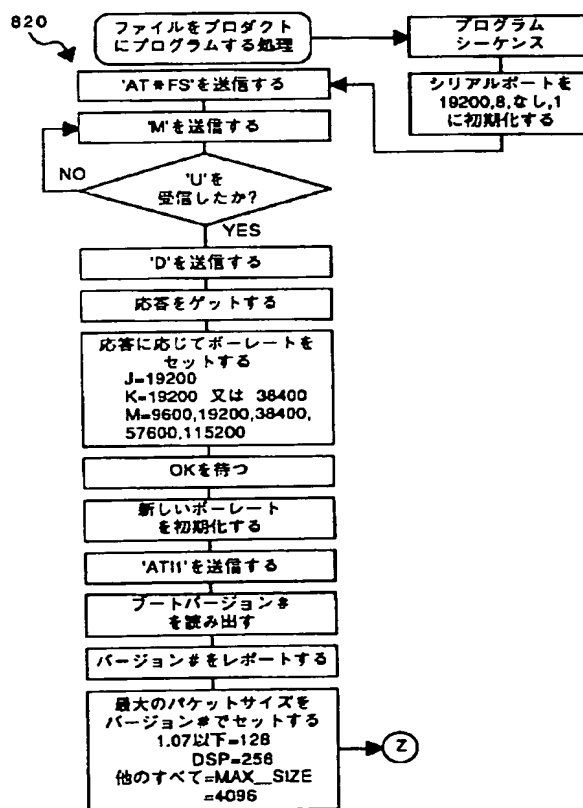 820
ファイルをプロダクト
にプログラムする処理
プログラム
シーケンス
シリアルポートを
19200,8,なし,1
に初期化する
'AT#FS'を送信する
'M'を送信する
NO
'U'を
受信したか?
YES
'D'を送信する
応答をゲットする
応答に応じてボーレートを
セットする
J=19200
K=19200 又は 38400
M=9600,19200,38400,
57600,115200
OKを待つ
新しいボーレート
を初期化する
'ATI1'を送信する
ブートバージョン#
を読み出す
バージョン#をレポートする
最大のパケットサイズを
バージョン#でセットする
1.07以下=128
DSP=256
他のすべて=MAX__SIZE
=4096
Z